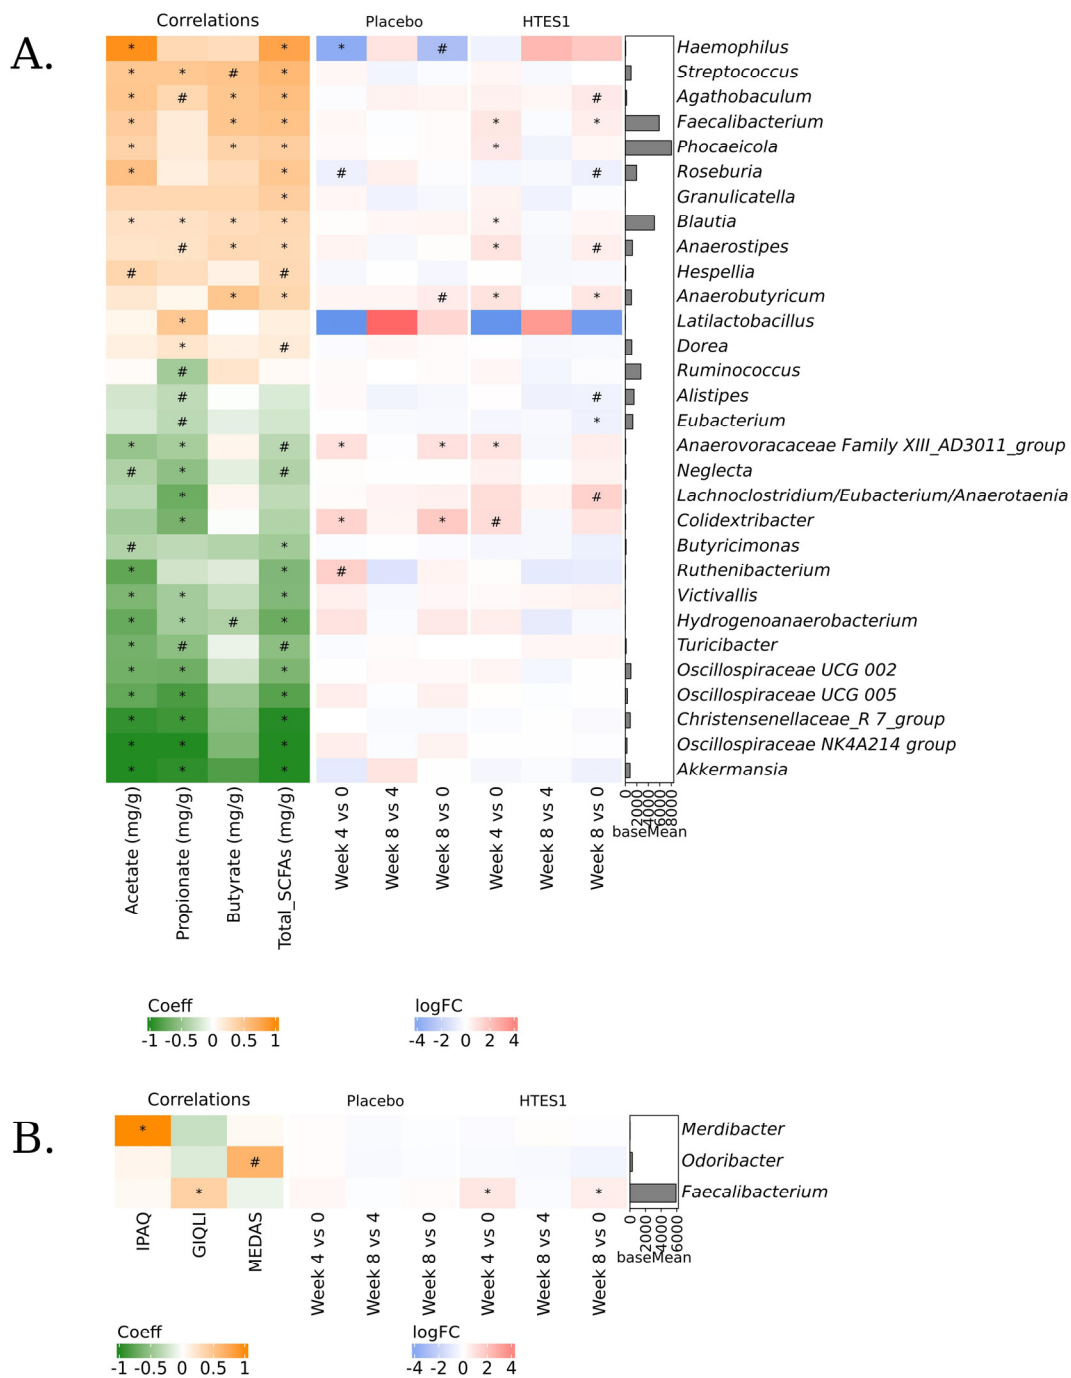 Correlations Placebo HTES1
A.
* * * # Haemophilus
* * # * Streptococcus
* # * * # Agathobaculum
* * * * * Faecalibacterium
* * * * Phocaeicola
* * # # Roseburia
* Granulicatella
* * * * * Blautia
# * * * # Anaerostipes
# # Hespellia
* * # * * Anaerobutyricum
* Latilactobacillus
* # Dorea
# Ruminococcus
# # Alistipes
# * Eubacterium
* * # * * * Anaerovoracaceae Family XIII_AD3011_group
# * # Neglecta
* # Lachnoclostridium/Eubacterium/Anaerotaenia
* * * # Colidextribacter
# * Butyricimonas
* * # Ruthenibacterium
* * * Victivallis
* * # * Hydrogenoanaerobacterium
* # # Turicibacter
* * * Oscillospiraceae UCG 002
* * * Oscillospiraceae UCG 005
* * * Christensenellaceae_R 7_group
* * * Oscillospiraceae NK4A214 group
* * * Akkermansia
Acetate (mg/g)
Propionate (mg/g)
Butyrate (mg/g)
Total_SCFAs (mg/g)
Week 4 vs 0
Week 8 vs 4
Week 8 vs 0
Week 4 vs 0
Week 8 vs 4
Week 8 vs 0
0
2000
4000
6000
8000
baseMean
Coeff
-1 -0.5 0 0.5 1
logFC
-4 -2 0 2 4
Correlations Placebo HTES1
B.
* Merdibacter
# Odoribacter
* * * Faecalibacterium
IPAQ
GIQLI
MEDAS
Week 4 vs 0
Week 8 vs 4
Week 8 vs 0
Week 4 vs 0
Week 8 vs 4
Week 8 vs 0
0
2000
4000
6000
baseMean
Coeff
-1 -0.5 0 0.5 1
logFC
-4 -2 0 2 4